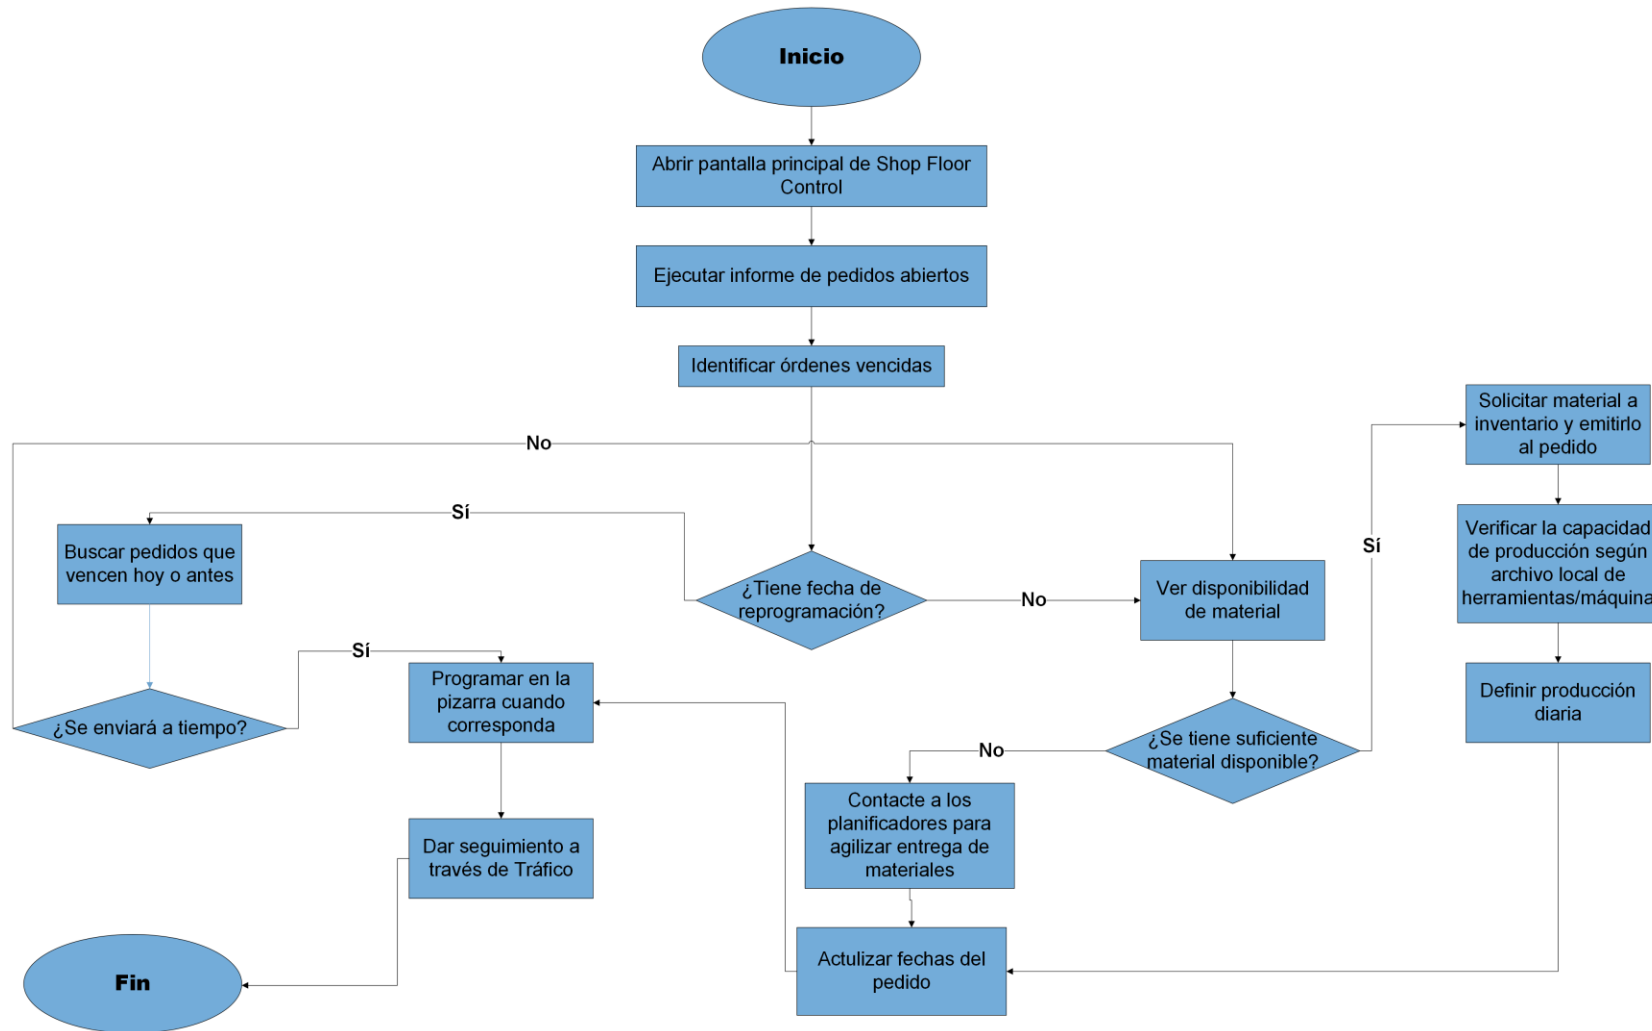 Inicio
Abrir pantalla principal de Shop Floor
Control
Ejecutar informe de pedidos abiertos
Identificar órdenes vencidas
Solicitar material a
inventario y emitirlo
al pedido
No
Sí
Sí
Buscar pedidos que
vencen hoy o antes
Verificar la capacidad
de producción según
archivo local de
herramientas/máquina
¿Tiene fecha de
reprogramación?
No
Ver disponibilidad
de material
Sí
Programar en la
pizarra cuando
corresponda
¿Se enviará a tiempo?
Definir producción
diaria
No
¿Se tiene suficiente
material disponible?
Contacte a los
planificadores para
agilizar entrega de
materiales
Dar seguimiento a
través de Tráfico
Actulizar fechas del
pedido
Fin